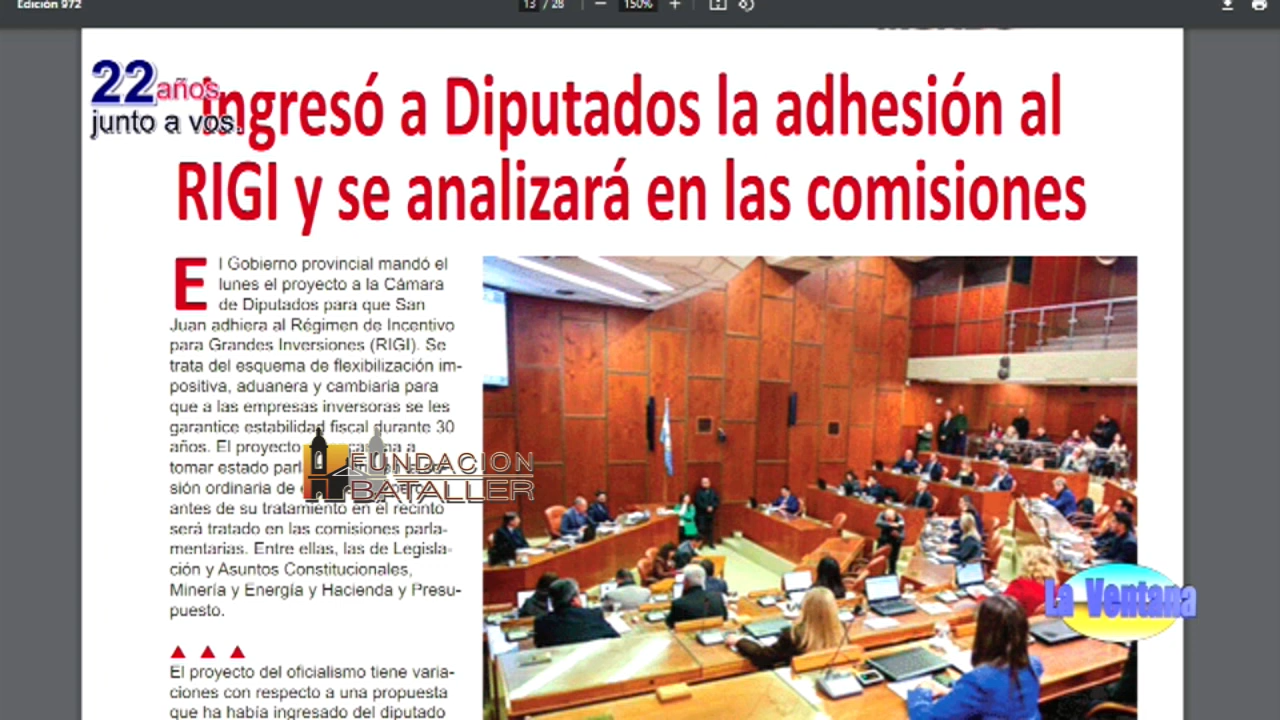 Edición 972
13 / 28
150%
22 años
junto a vos.
Ingresó a Diputados la adhesión al
RIGI y se analizará en las comisiones
El Gobierno provincial mandó el
lunes el proyecto a la Cámara
de Diputados para que San
Juan adhiera al Régimen de Incentivo
para Grandes Inversiones (RIGI). Se
trata del esquema de flexibilización im-
positiva, aduanera y cambiaria para
que a las empresas inversoras se les
garantice estabilidad fiscal durante 30
años. El proyecto a
tomar estado
sión ordinaria de
antes de su tratamiento en el recinto
será tratado en las comisiones parla-
mentarias. Entre ellas, las de Legisla-
ción y Asuntos Constitucionales,
Minería y Energía y Hacienda y Presu-
puesto.
FUNDACION
BATALLER
La Ventana
El proyecto del oficialismo tiene varia-
ciones con respecto a una propuesta
que ha había ingresado del diputado